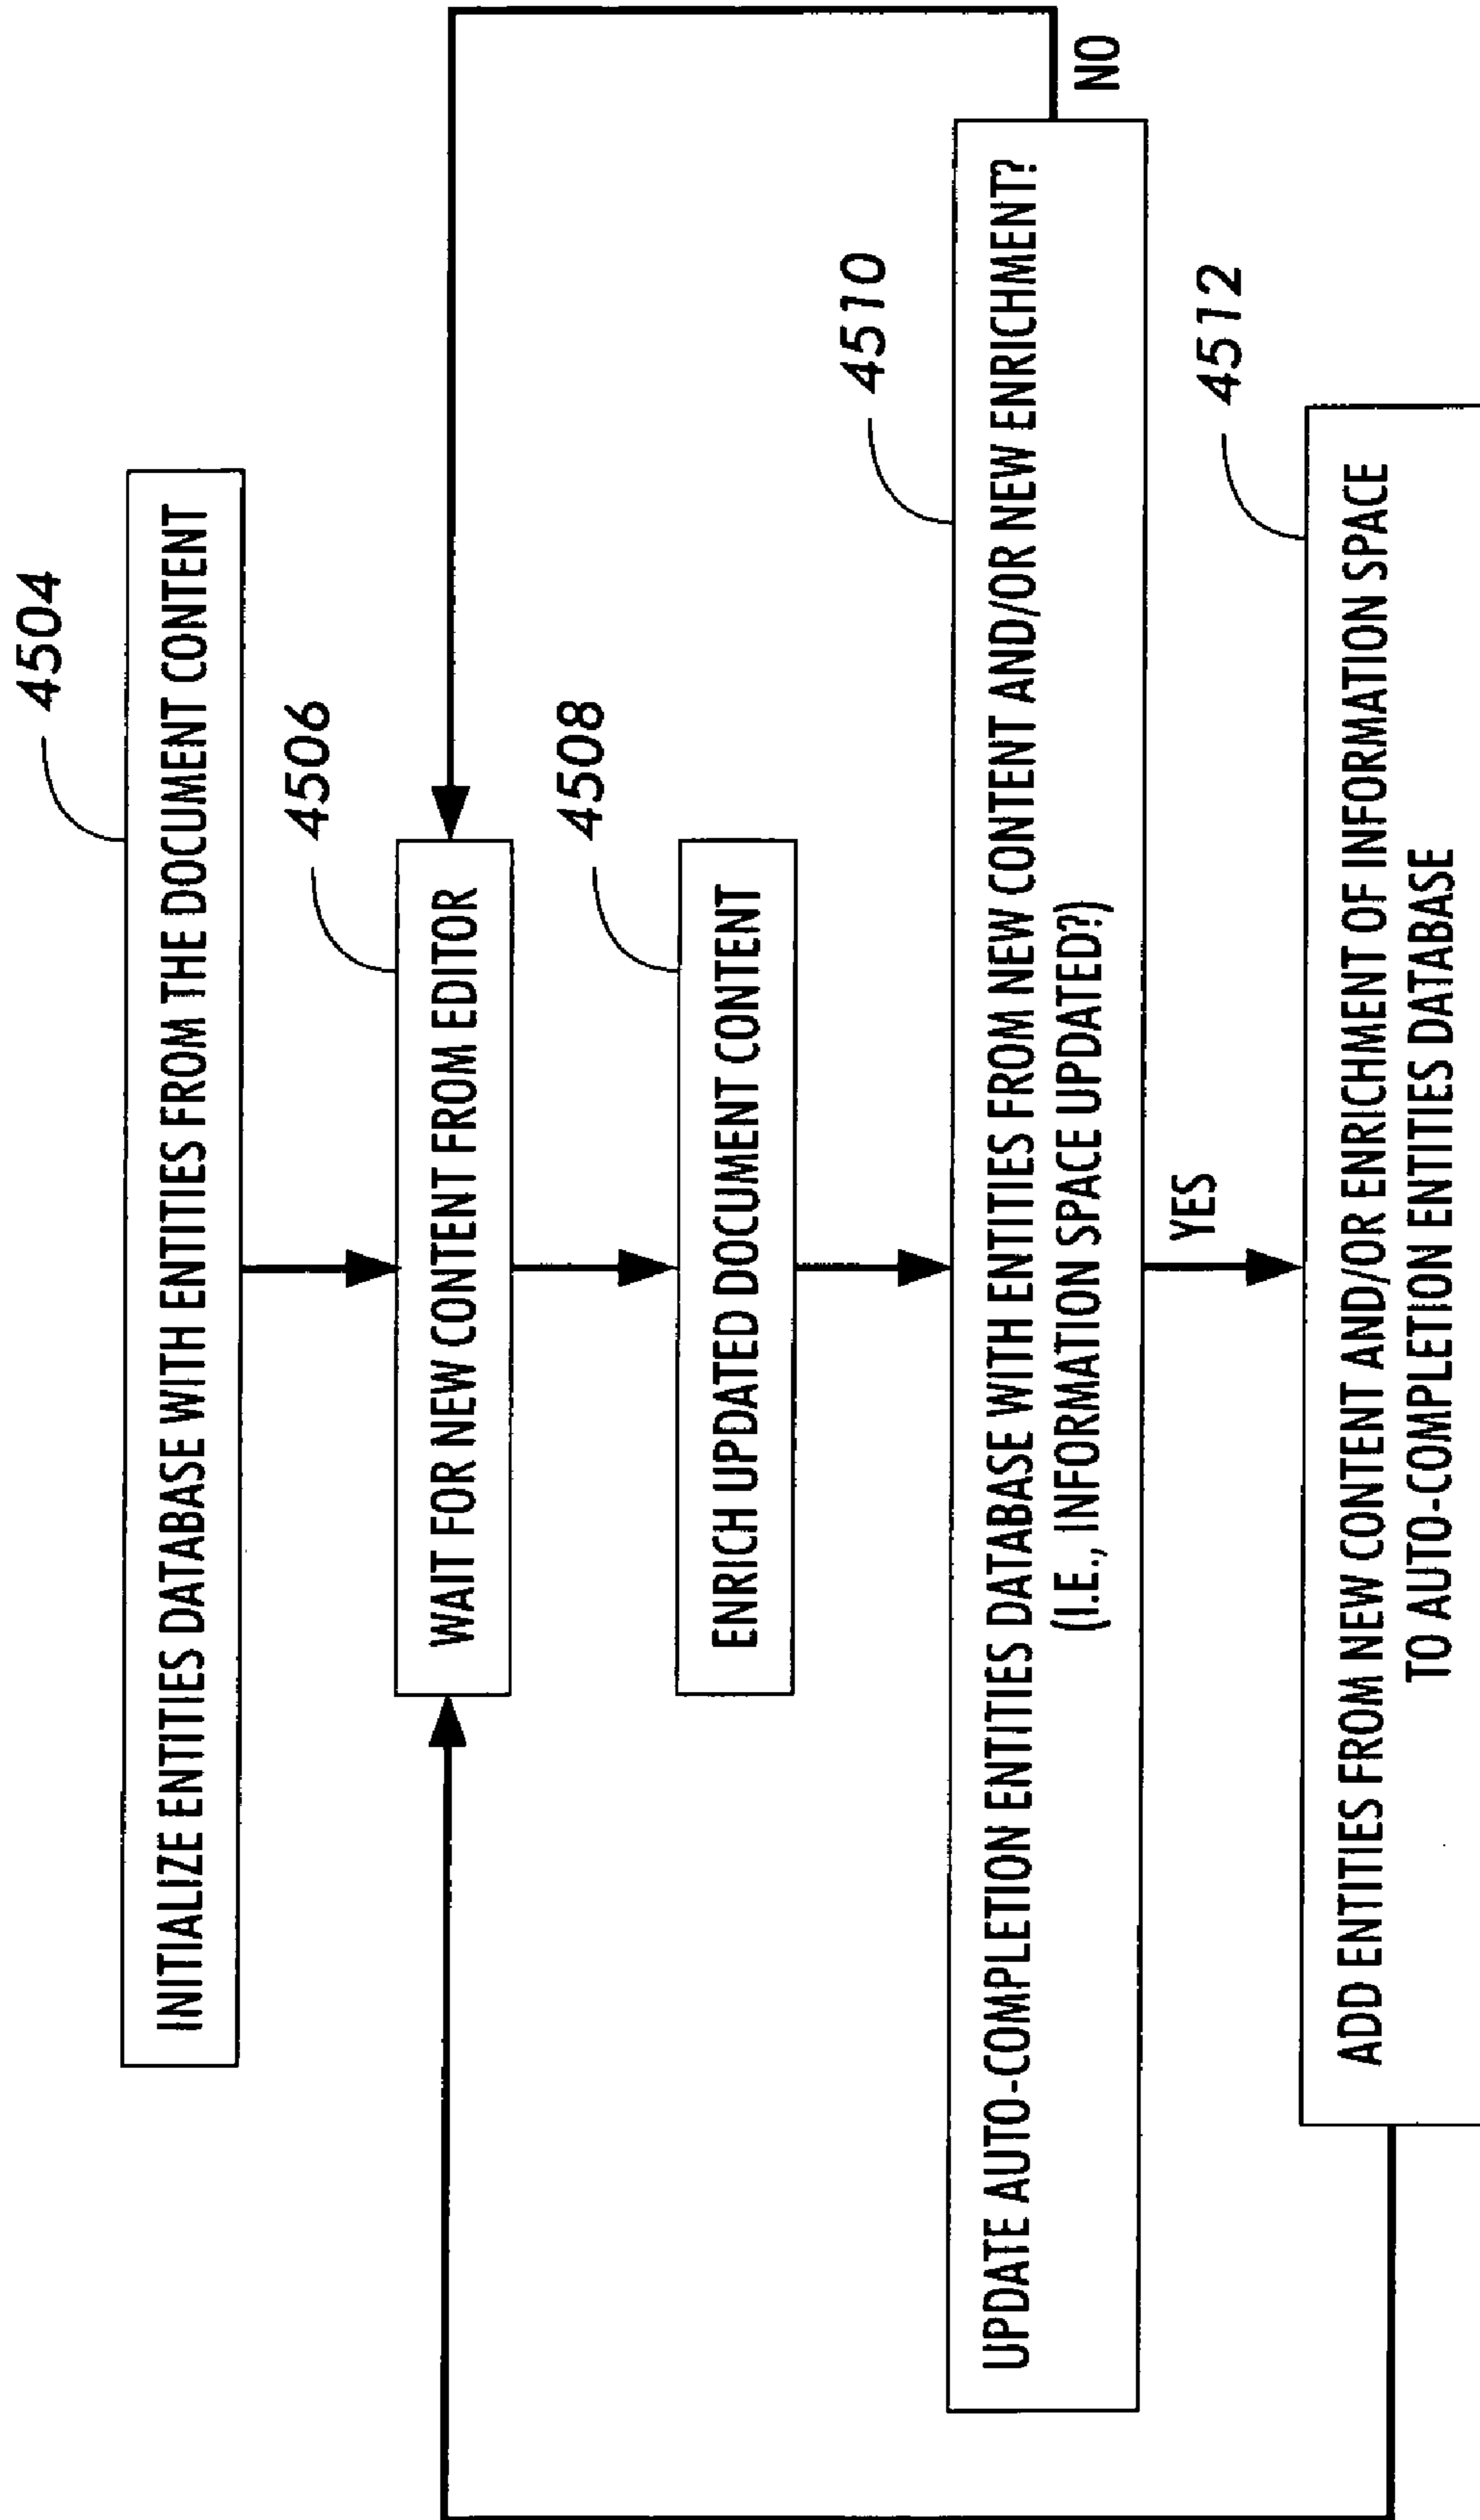 4504
INITIALIZE ENTITIES DATABASE WITH ENTITIES FROM THE DOCUMENT CONTENT
4506
WAIT FOR NEW CONTENT FROM EDITOR
4508
ENRICH UPDATED DOCUMENT CONTENT
4510
UPDATE AUTO-COMPLETION ENTITIES DATABASE WITH ENTITIES FROM NEW CONTENT AND/OR NEW ENRICHMENT?
(I.E., INFORMATION SPACE UPDATED?)
NO
YES
4512
ADD ENTITIES FROM NEW CONTENT AND/OR ENRICHMENT OF INFORMATION SPACE
TO AUTO-COMPLETION ENTITIES DATABASE